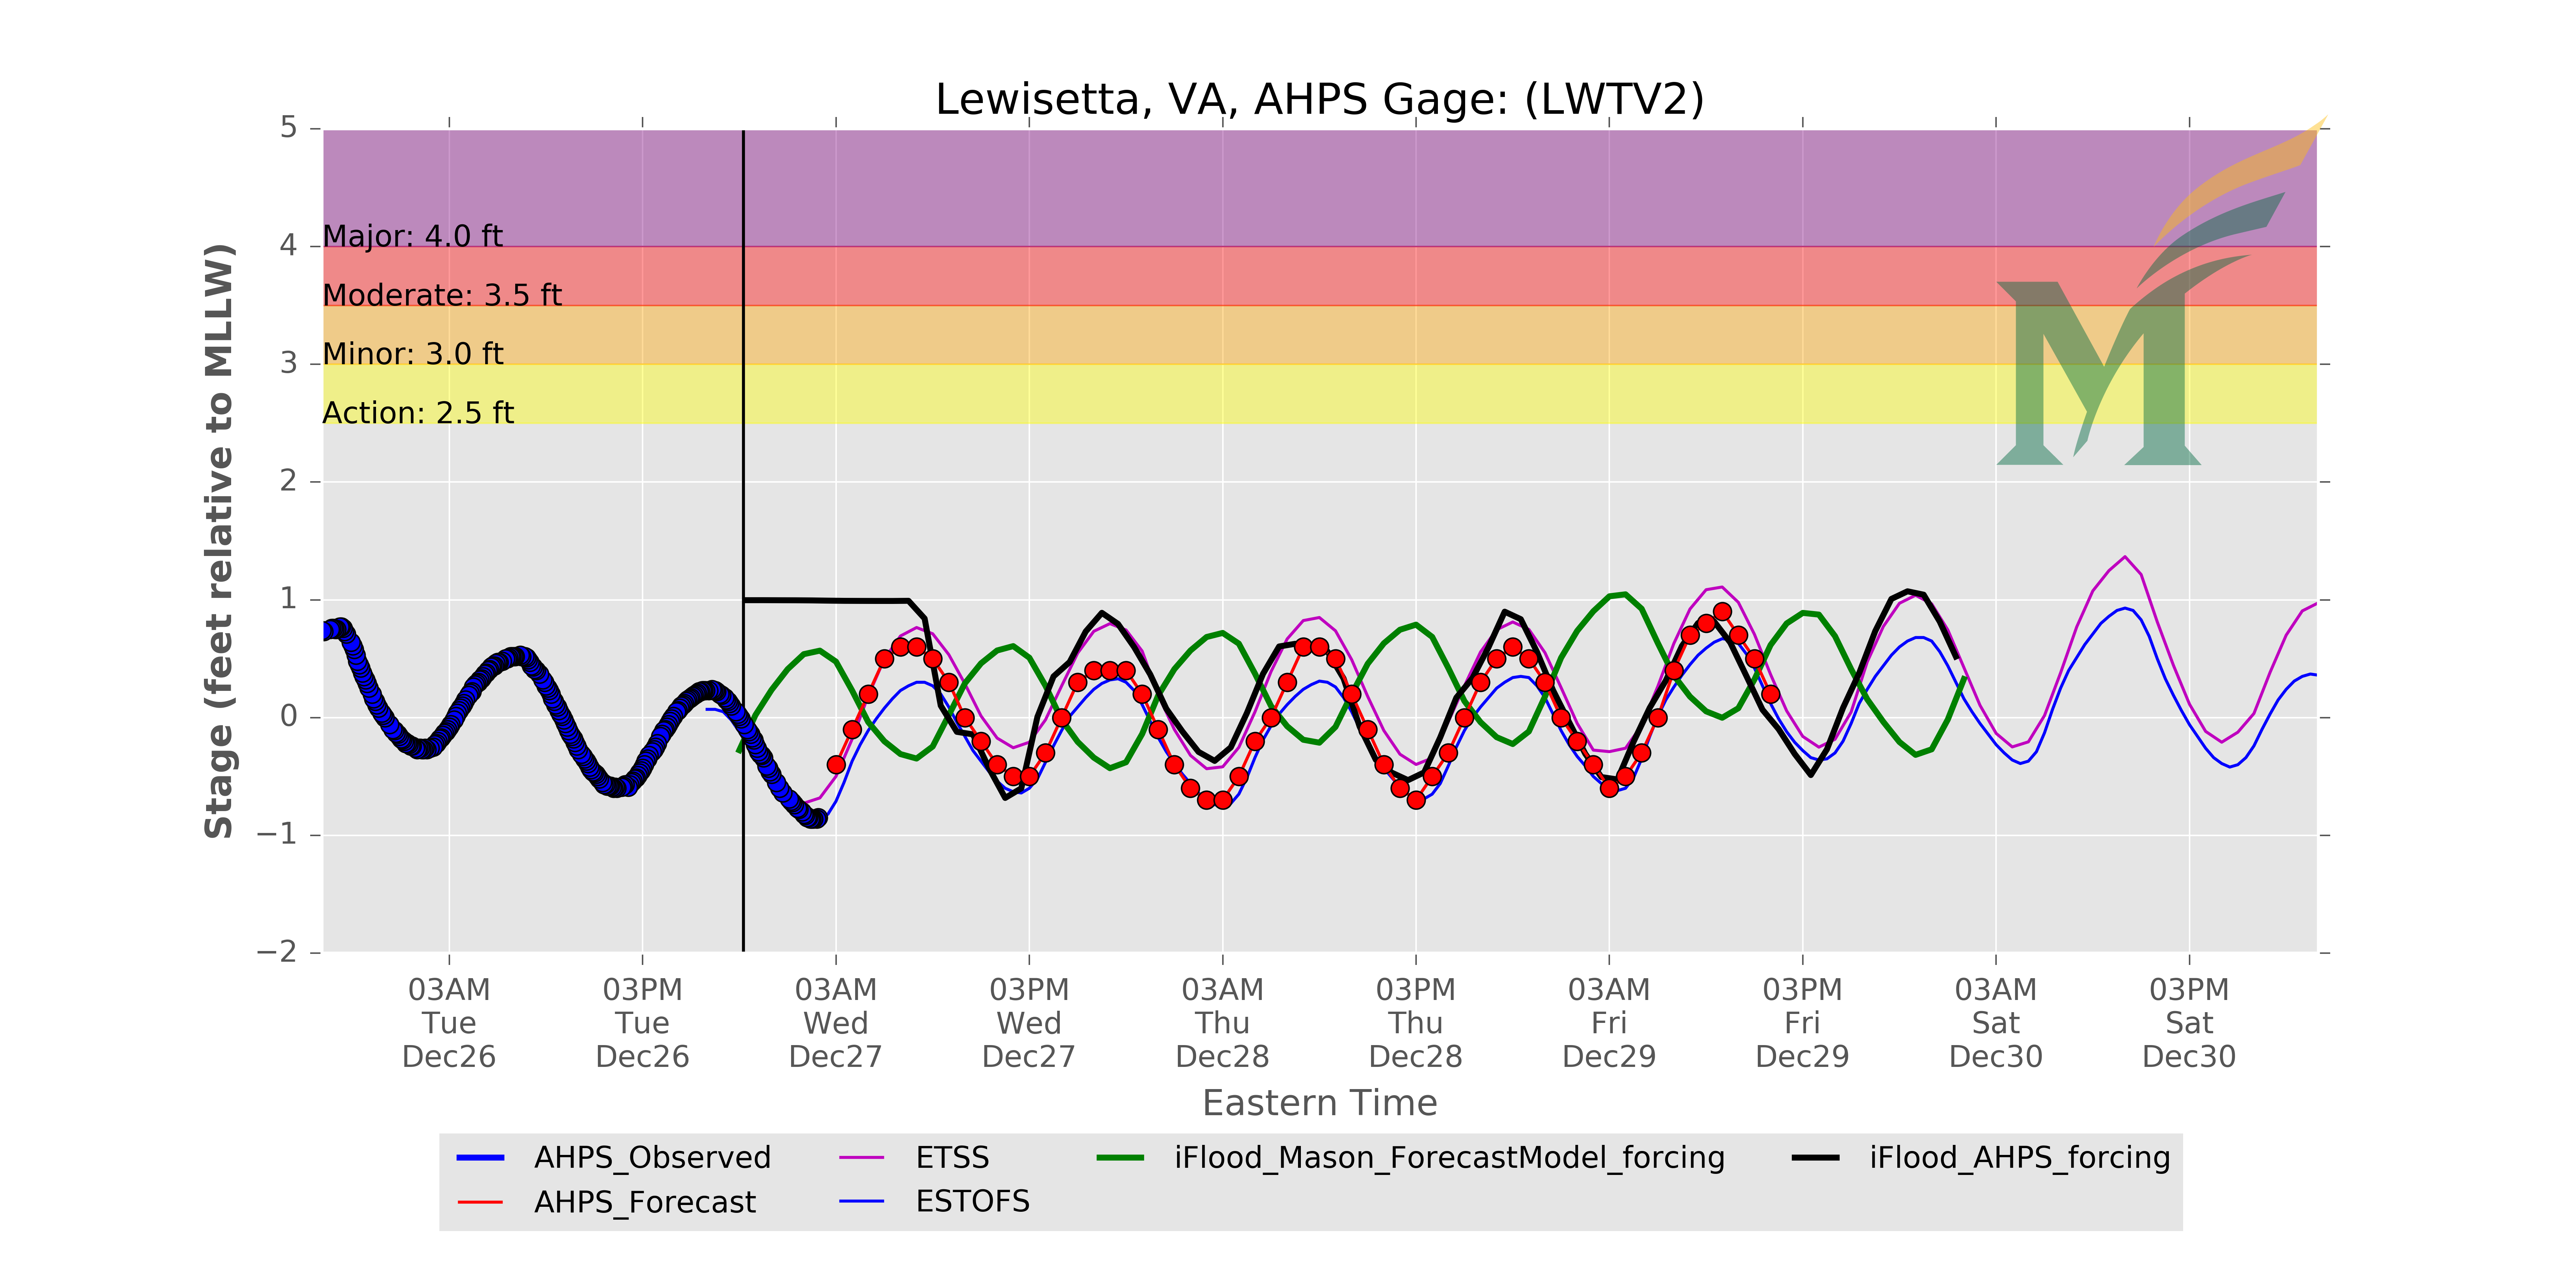 Lewisetta, VA, AHPS Gage: (LWTV2)
Stage (feet relative to MLLW)
5
4
3
2
1
0
−1
−2
Major: 4.0 ft
Moderate: 3.5 ft
Minor: 3.0 ft
Action: 2.5 ft
M
03AM 03PM 03AM 03PM 03AM 03PM 03AM 03PM 03AM 03PM
Tue Tue Wed Wed Thu Thu Fri Fri Sat Sat
Dec26 Dec26 Dec27 Dec27 Dec28 Dec28 Dec29 Dec29 Dec30 Dec30
Eastern Time
AHPS_Observed ETSS iFlood_Mason_ForecastModel_forcing iFlood_AHPS_forcing
AHPS_Forecast ESTOFS